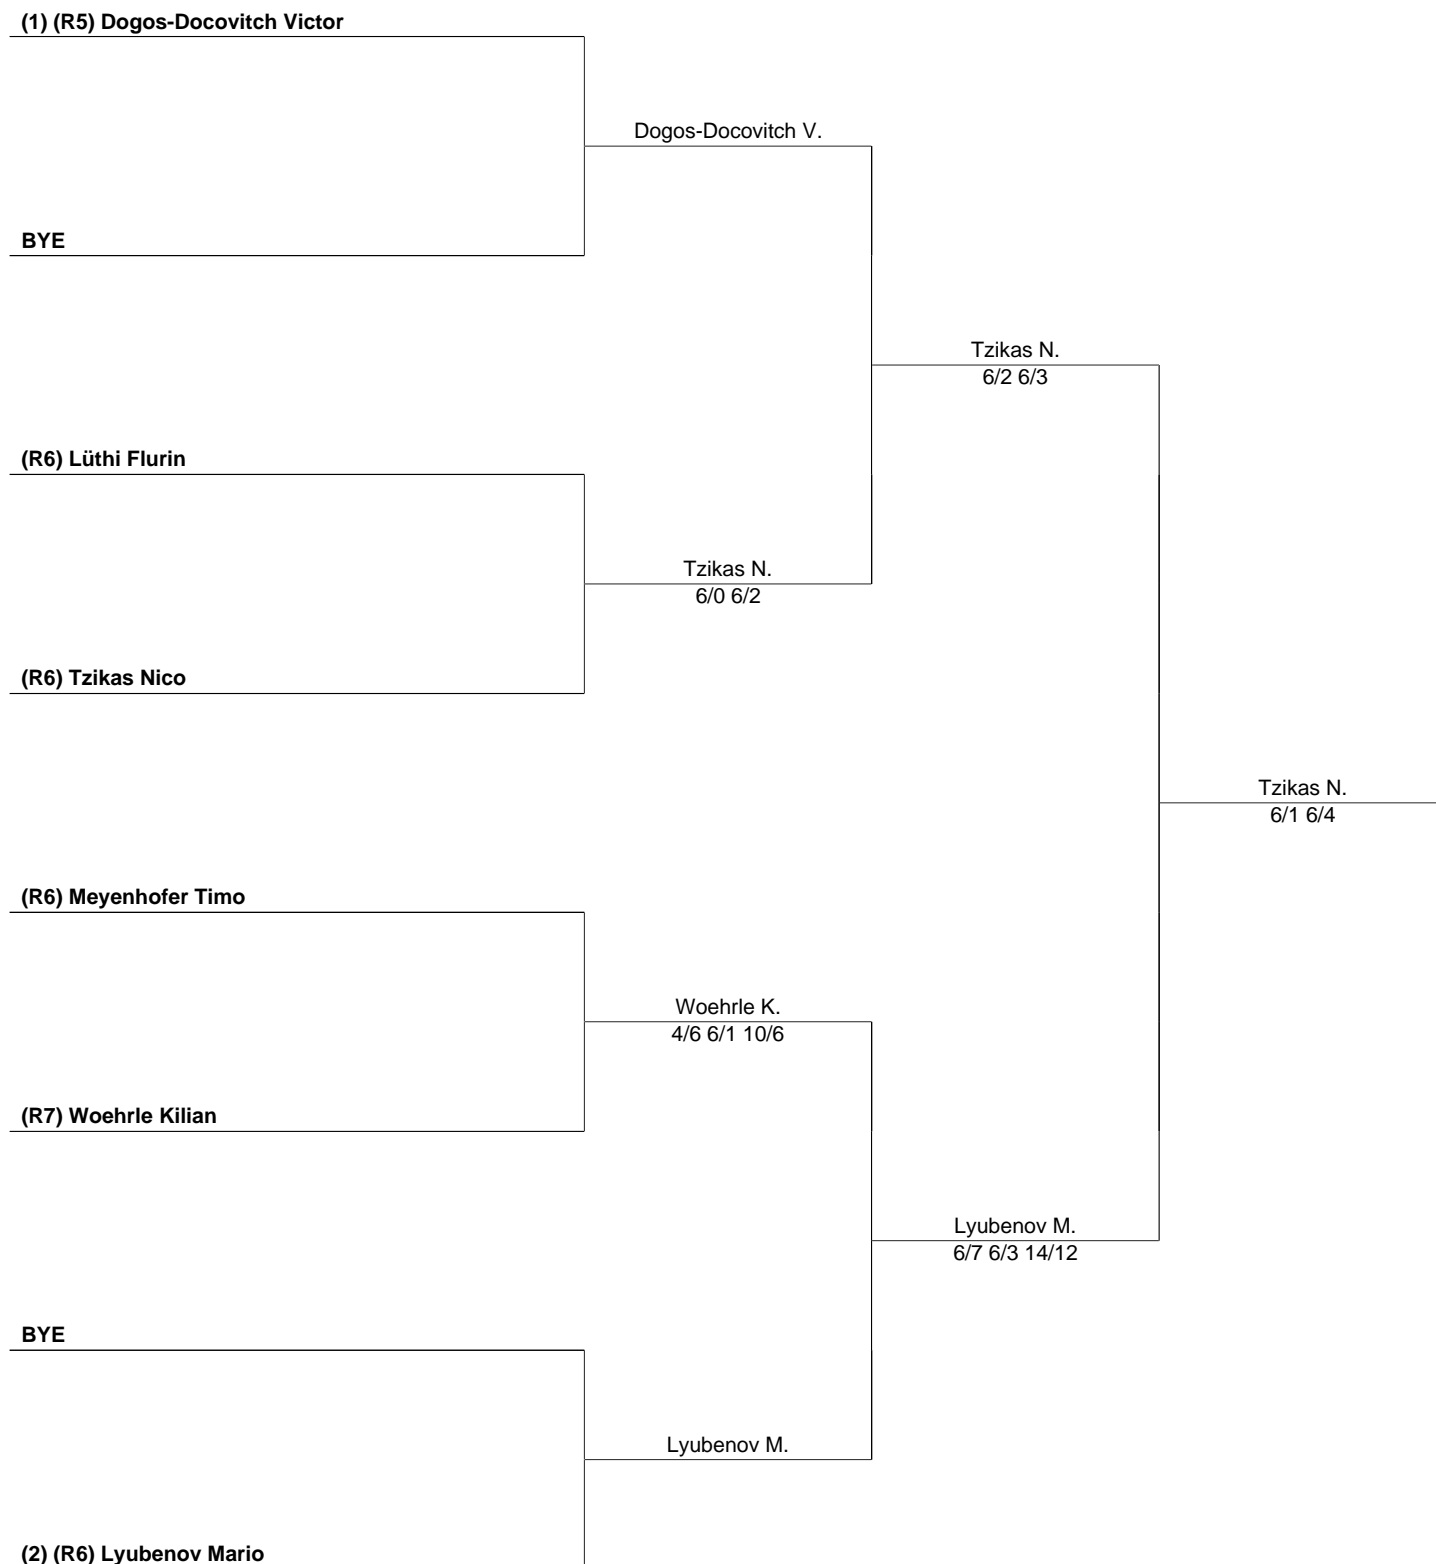 (1) (R5) Dogos-Docovitch Victor
Dogos-Docovitch V.
BYE
Tzikas N.
6/2 6/3
(R6) Lüthi Flurin
Tzikas N.
6/0 6/2
(R6) Tzikas Nico
Tzikas N.
6/1 6/4
(R6) Meyenhofer Timo
Woehrle K.
4/6 6/1 10/6
(R7) Woehrle Kilian
Lyubenov M.
6/7 6/3 14/12
BYE
Lyubenov M.
(2) (R6) Lyubenov Mario